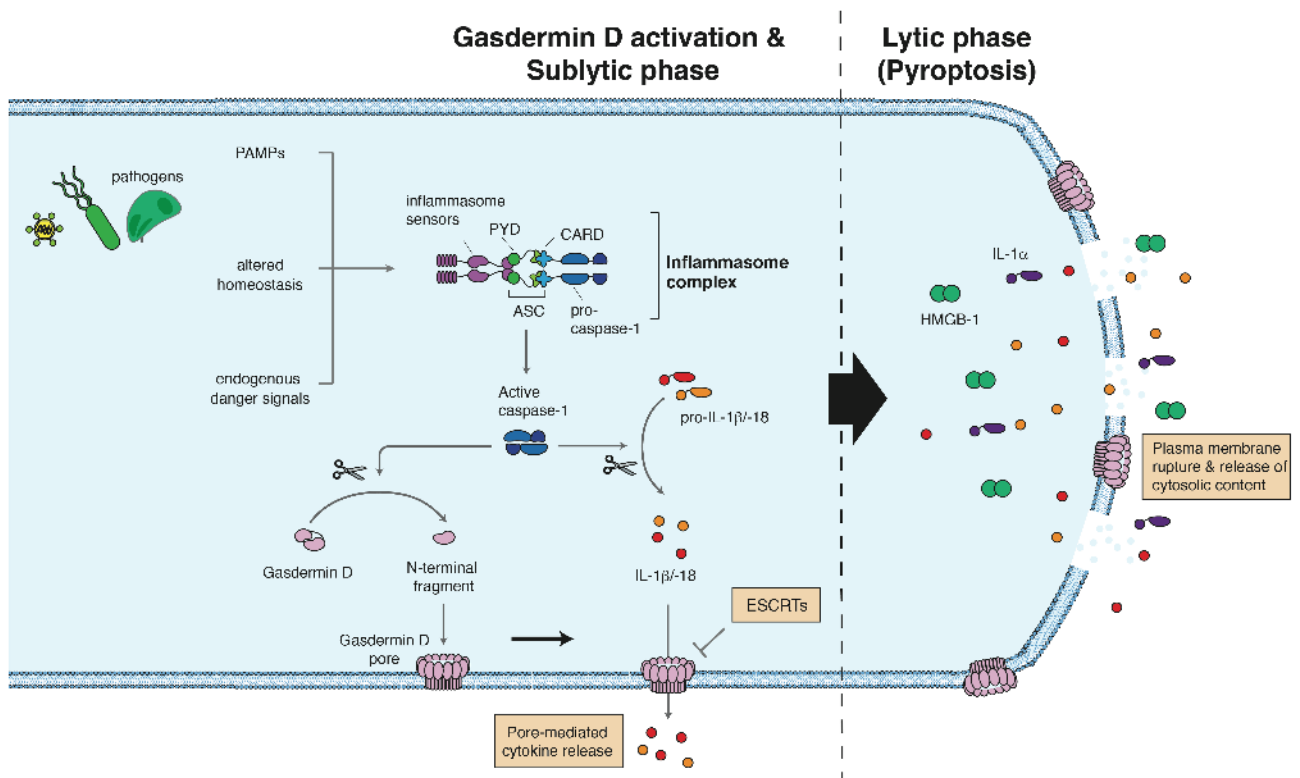 Gasdermin D activation &
Sublytic phase
Lytic phase
(Pyroptosis)
PAMPs
pathogens
altered
homeostasis
endogenous
danger signals
inflammasome
sensors
PYD
CARD
ASC
pro-
caspase-1
Inflammasome
complex
Active
caspase-1
pro-IL-1β/-18
Gasdermin D
N-terminal
fragment
IL-1β/-18
ESCRTs
Gasdermin D
pore
Pore-mediated
cytokine release
IL-1α
HMGB-1
Plasma membrane
rupture & release of
cytosolic content